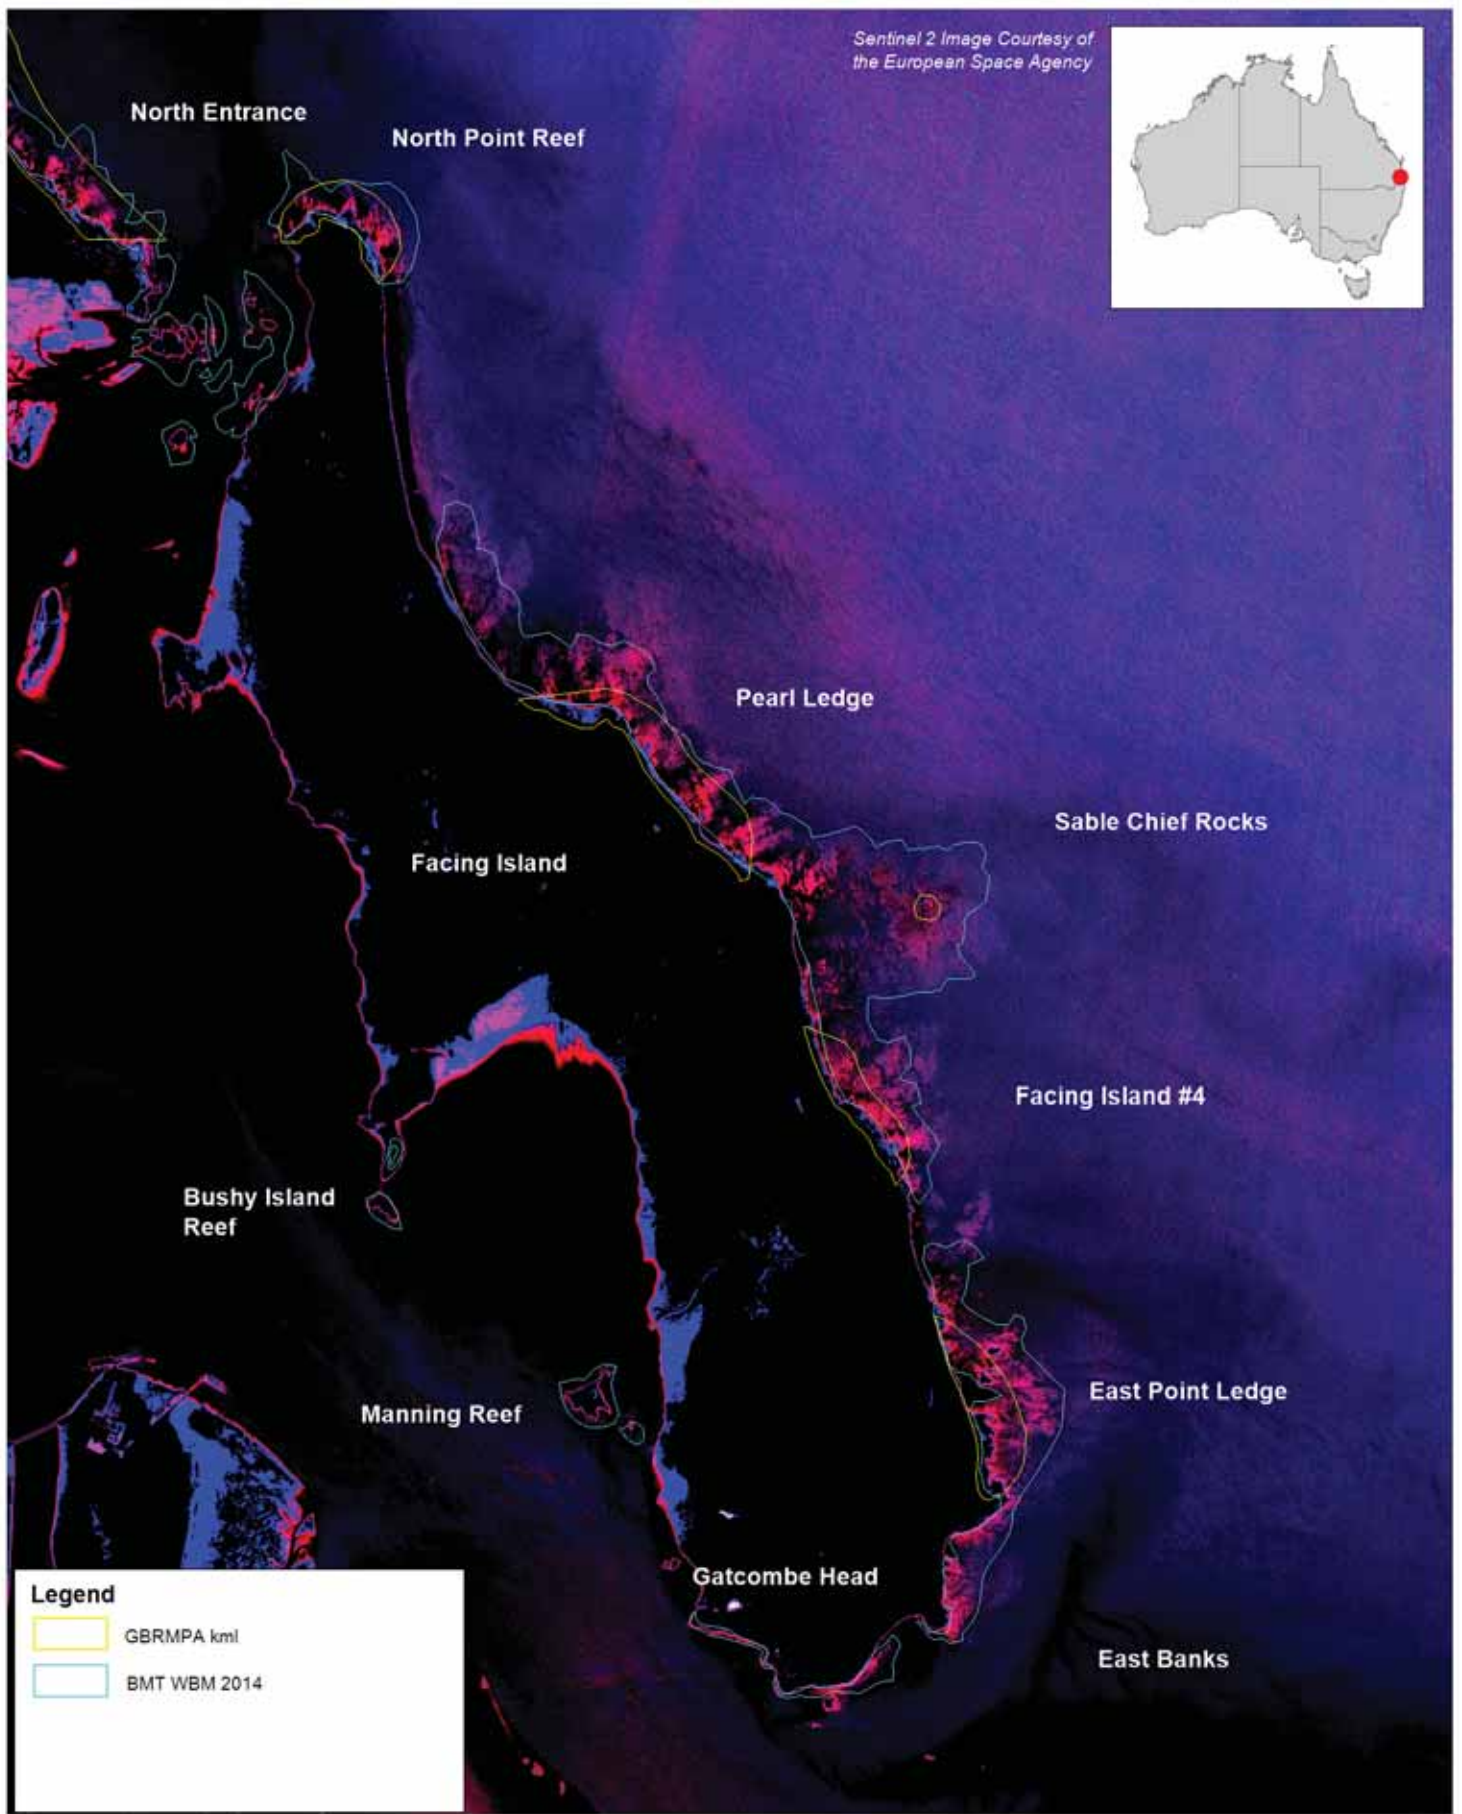 Sentinel 2 Image Courtesy of
the European Space Agency
North Entrance
North Point Reef
Pearl Ledge
Sable Chief Rocks
Facing Island
Facing Island #4
Bushy Island
Reef
East Point Ledge
Manning Reef
Gatcombe Head
East Banks
Legend
GBRMPA kml
BMT WBM 2014